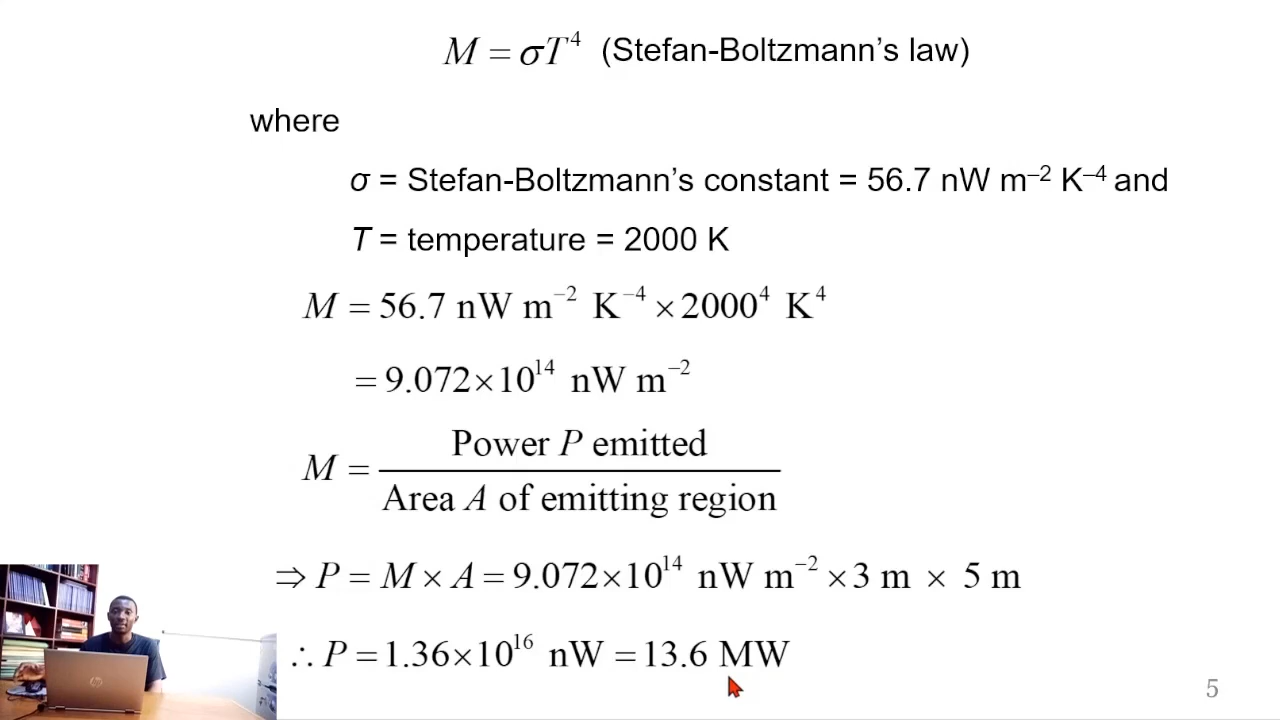 M = σT⁴ (Stefan-Boltzmann’s law)
where
σ = Stefan-Boltzmann’s constant = 56.7 nW m⁻² K⁻⁴ and
T = temperature = 2000 K
M = 56.7 nW m⁻² K⁻⁴ × 2000⁴ K⁴
= 9.072×10¹⁴ nW m⁻²
M = Power P emitted / Area A of emitting region
⇒ P = M × A = 9.072×10¹⁴ nW m⁻² × 3 m × 5 m
∴ P = 1.36×10¹⁶ nW = 13.6 MW
5